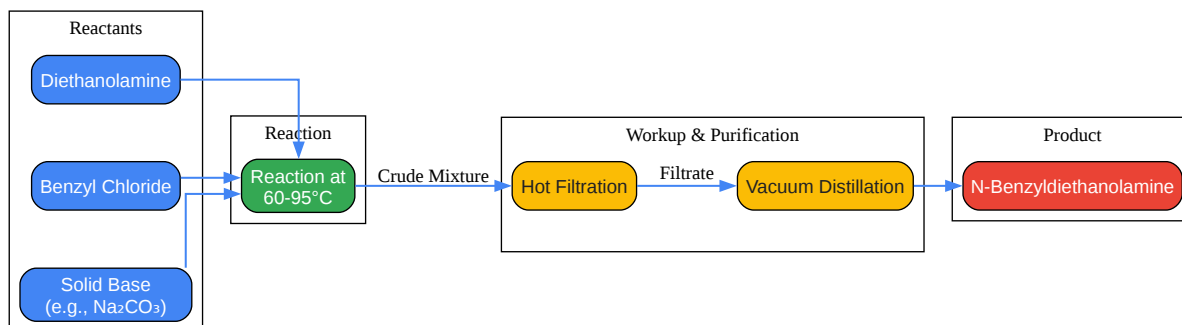 Reactants
Diethanolamine
Benzyl Chloride
Solid Base
(e.g., Na₂CO₃)
Reaction
Reaction at
60-95°C
Crude Mixture
Workup & Purification
Hot Filtration
Filtrate
Vacuum Distillation
Product
N-Benzyldiethanolamine